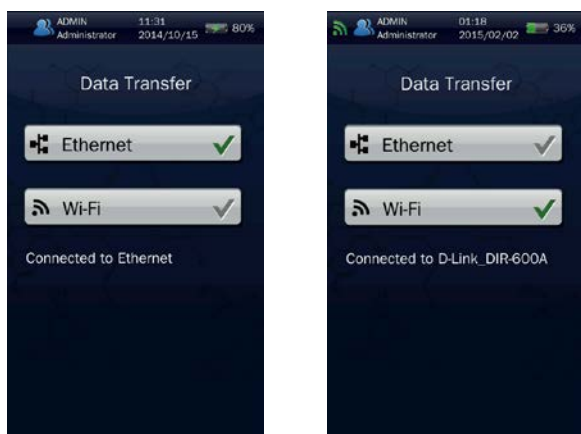 ADMIN
Administrator
11:31
2014/10/15
80%
Data Transfer
Ethernet
Wi-Fi
Connected to Ethernet
ADMIN
Administrator
01:18
2015/02/02
36%
Data Transfer
Ethernet
Wi-Fi
Connected to D-Link_DIR-600A